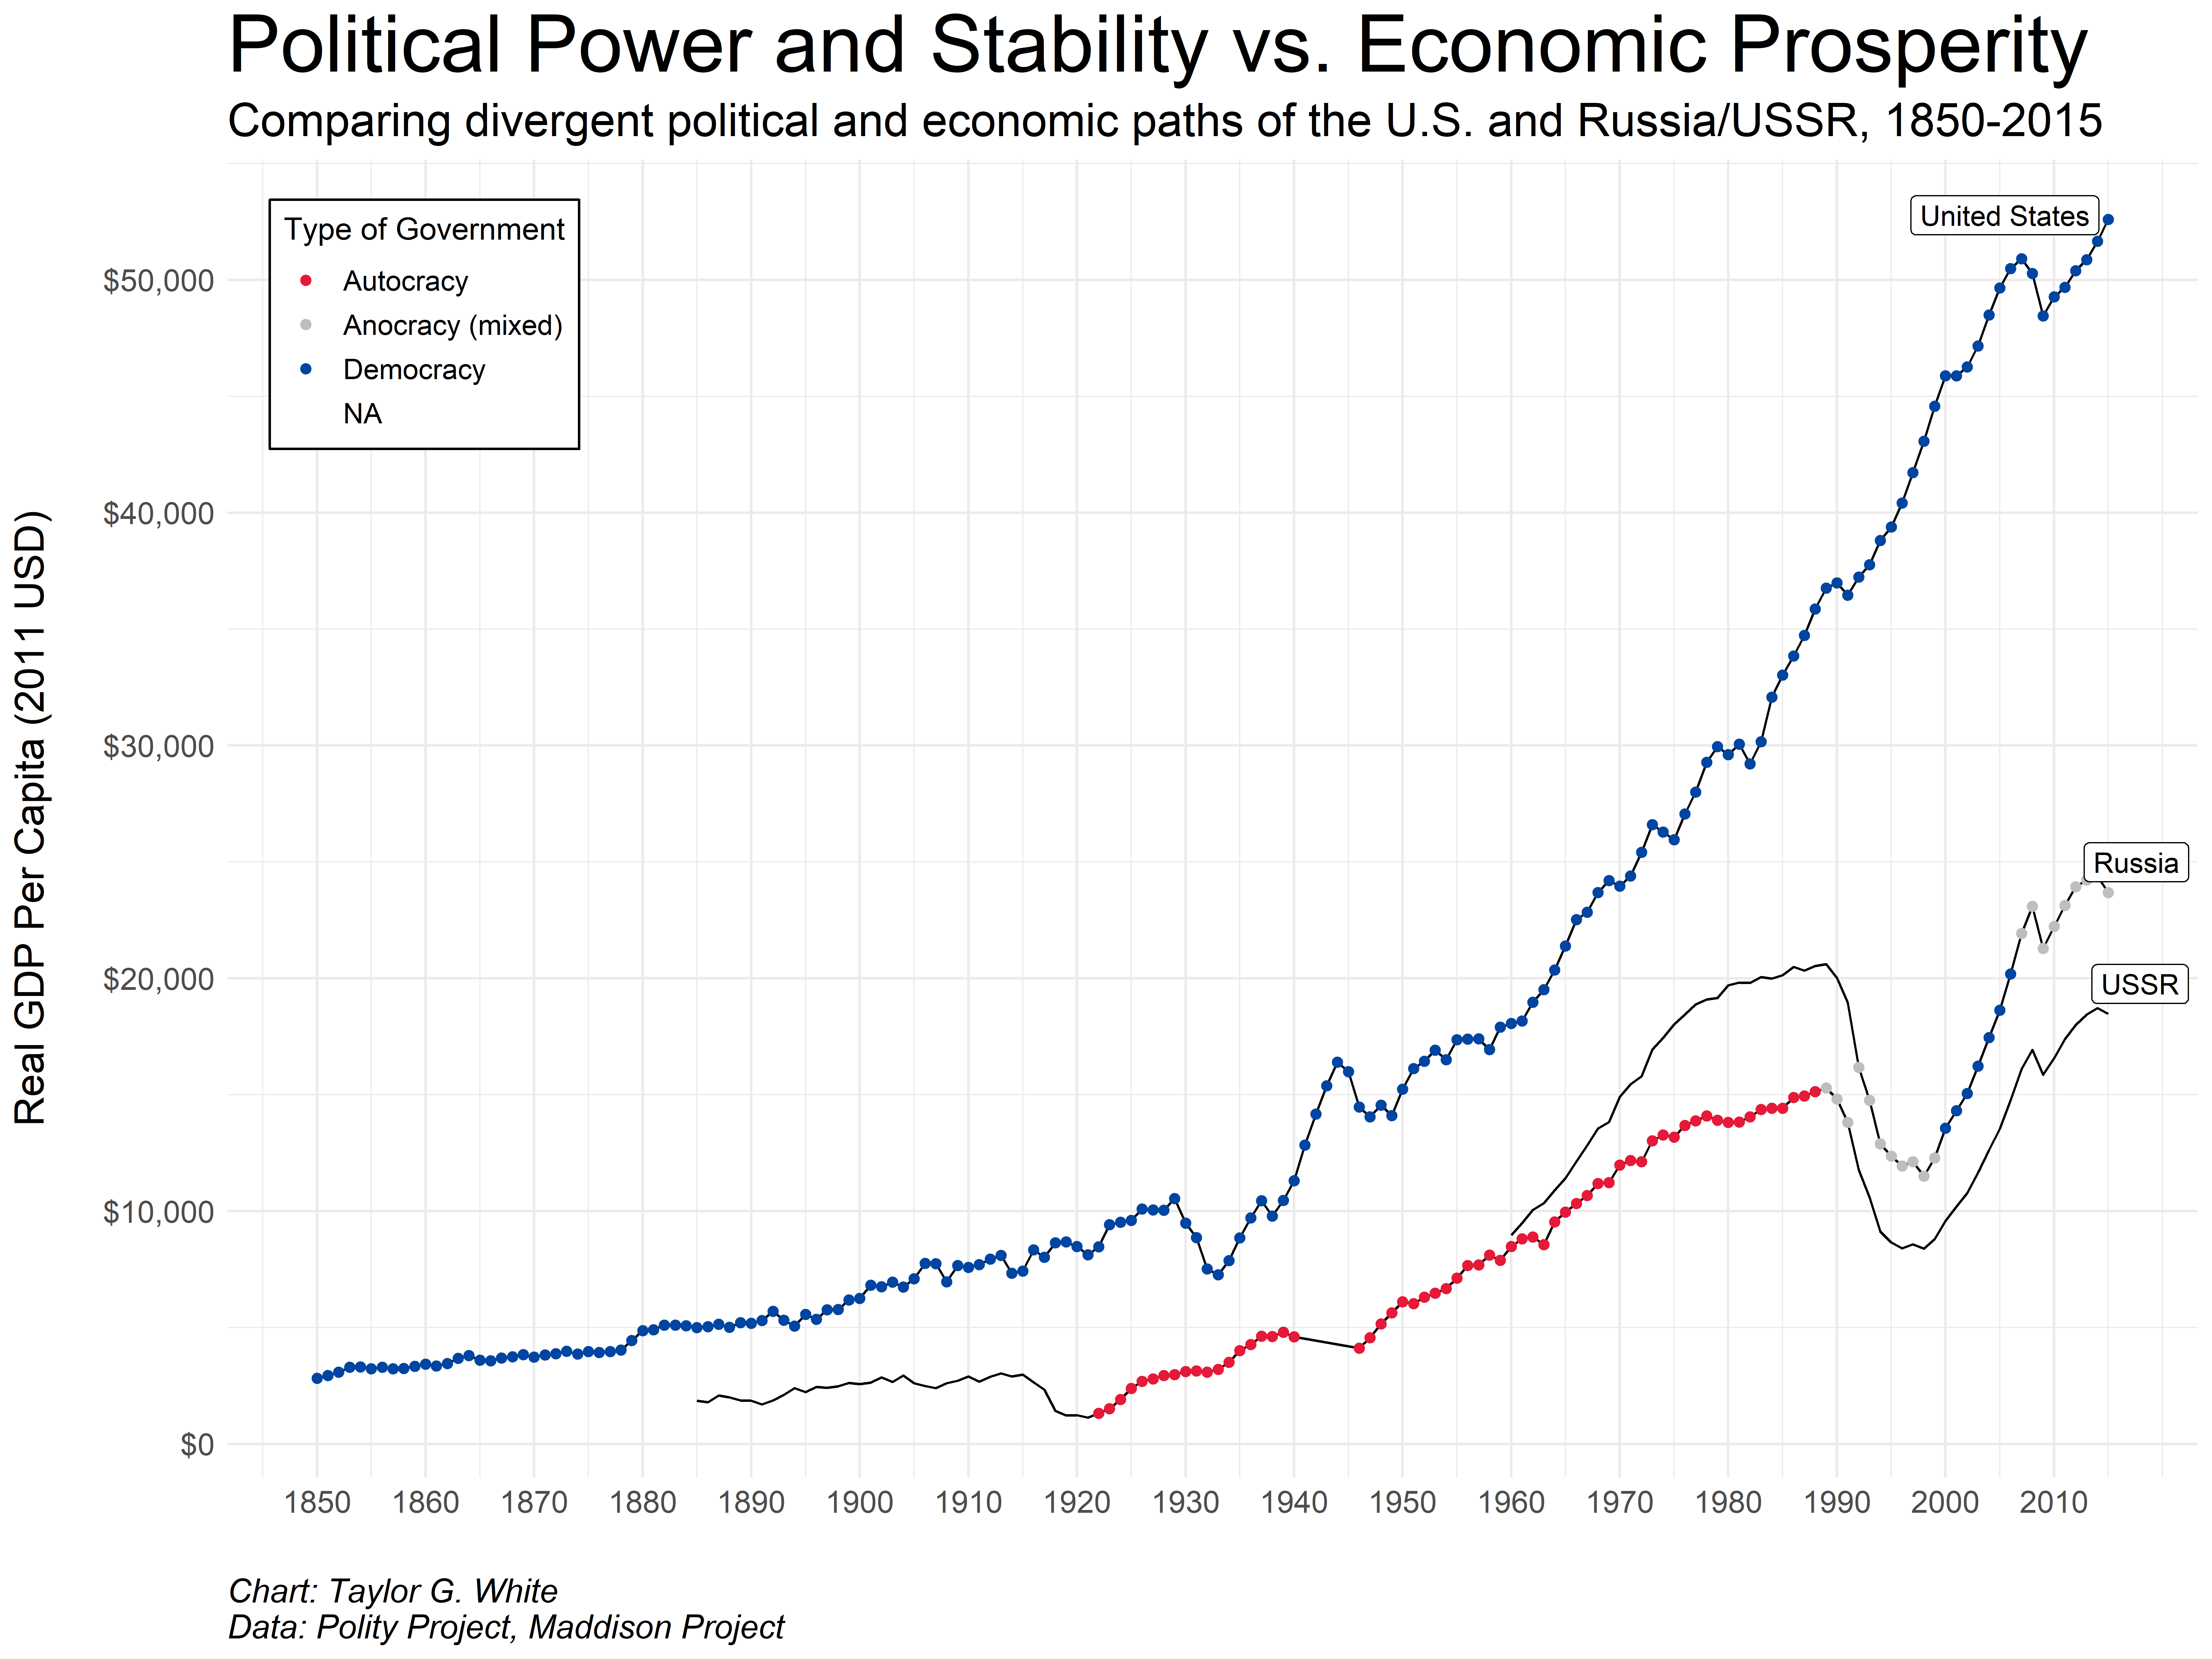 Political Power and Stability vs. Economic Prosperity
Comparing divergent political and economic paths of the U.S. and Russia/USSR, 1850-2015
Real GDP Per Capita (2011 USD)
Type of Government
Autocracy
Anocracy (mixed)
Democracy
NA
United States
Russia
USSR
$50,000
$40,000
$30,000
$20,000
$10,000
$0
1850 1860 1870 1880 1890 1900 1910 1920 1930 1940 1950 1960 1970 1980 1990 2000 2010
Chart: Taylor G. White
Data: Polity Project, Maddison Project